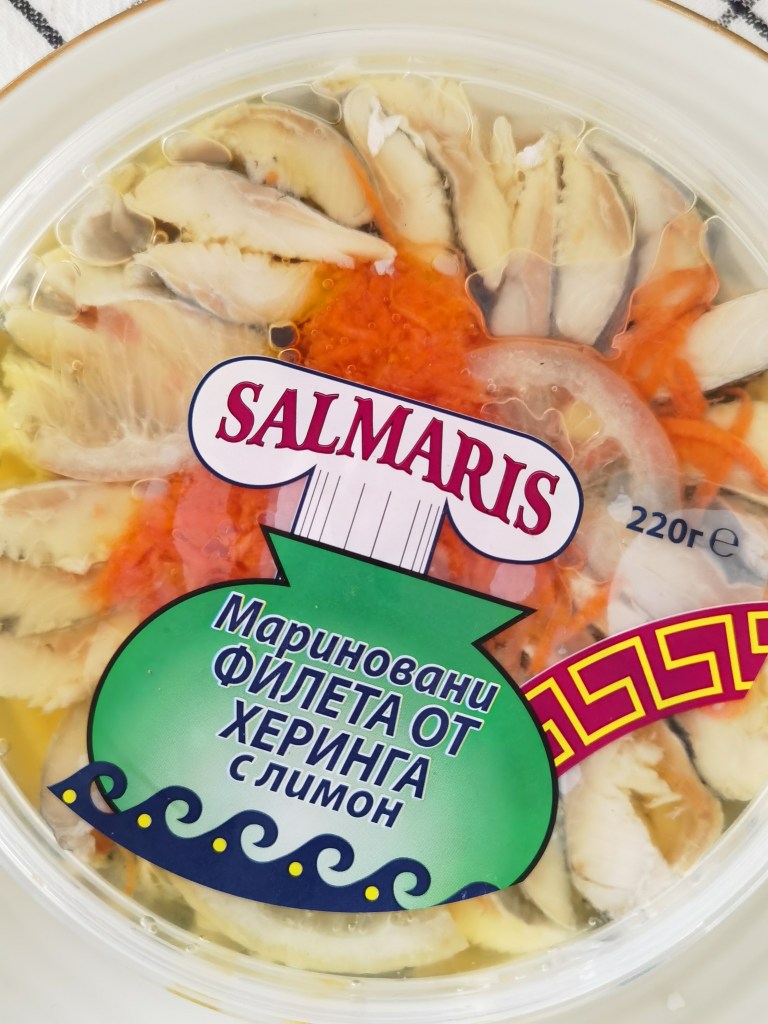 SALMARIS
220г ℮
Мариновани
ФИЛЕТА ОТ
ХЕРИНГА
с лимон